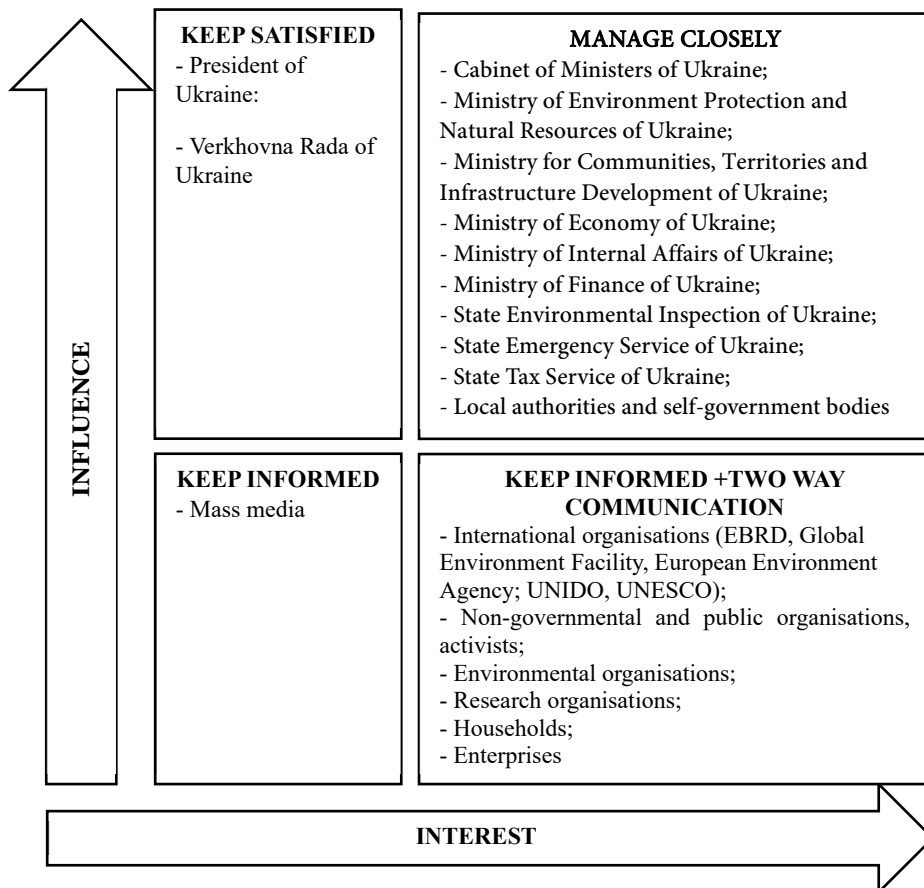 KEEP SATISFIED
- President of
Ukraine:
- Verkhovna Rada of
Ukraine
MANAGE CLOSELY
- Cabinet of Ministers of Ukraine;
- Ministry of Environment Protection and
Natural Resources of Ukraine;
- Ministry for Communities, Territories and
Infrastructure Development of Ukraine;
- Ministry of Economy of Ukraine;
- Ministry of Internal Affairs of Ukraine;
- Ministry of Finance of Ukraine;
- State Environmental Inspection of Ukraine;
- State Emergency Service of Ukraine;
- State Tax Service of Ukraine;
- Local authorities and self-government bodies
INFLUENCE
KEEP INFORMED
- Mass media
KEEP INFORMED +TWO WAY
COMMUNICATION
- International organisations (EBRD, Global
Environment Facility, European Environment
Agency; UNIDO, UNESCO);
- Non-governmental and public organisations,
activists;
- Environmental organisations;
- Research organisations;
- Households;
- Enterprises
INTEREST